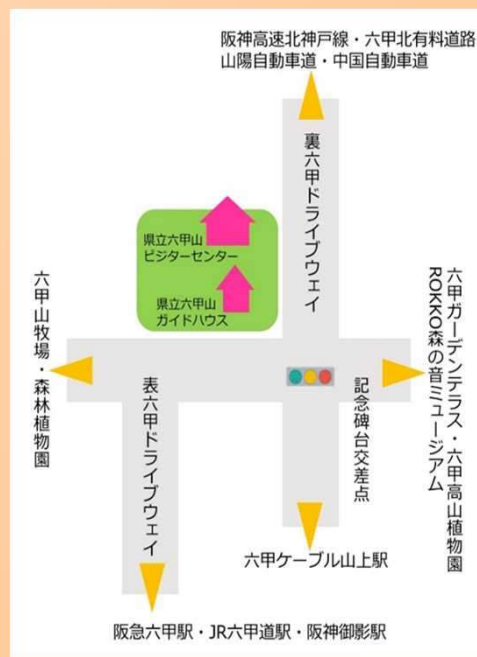 阪神高速北神戸線・六甲北有料道路
山陽自動車道・中国自動車道
裏六甲ドライブウェイ
県立六甲山
ビジターセンター
県立六甲山
ガイドハウス
六甲山牧場・森林植物園
表六甲ドライブウェイ
記念碑台交差点
六甲ガーデンテラス・六甲高山植物園
ROKKO森の音ミュージアム
六甲ケーブル山上駅
阪急六甲駅・JR六甲道駅・阪神御影駅